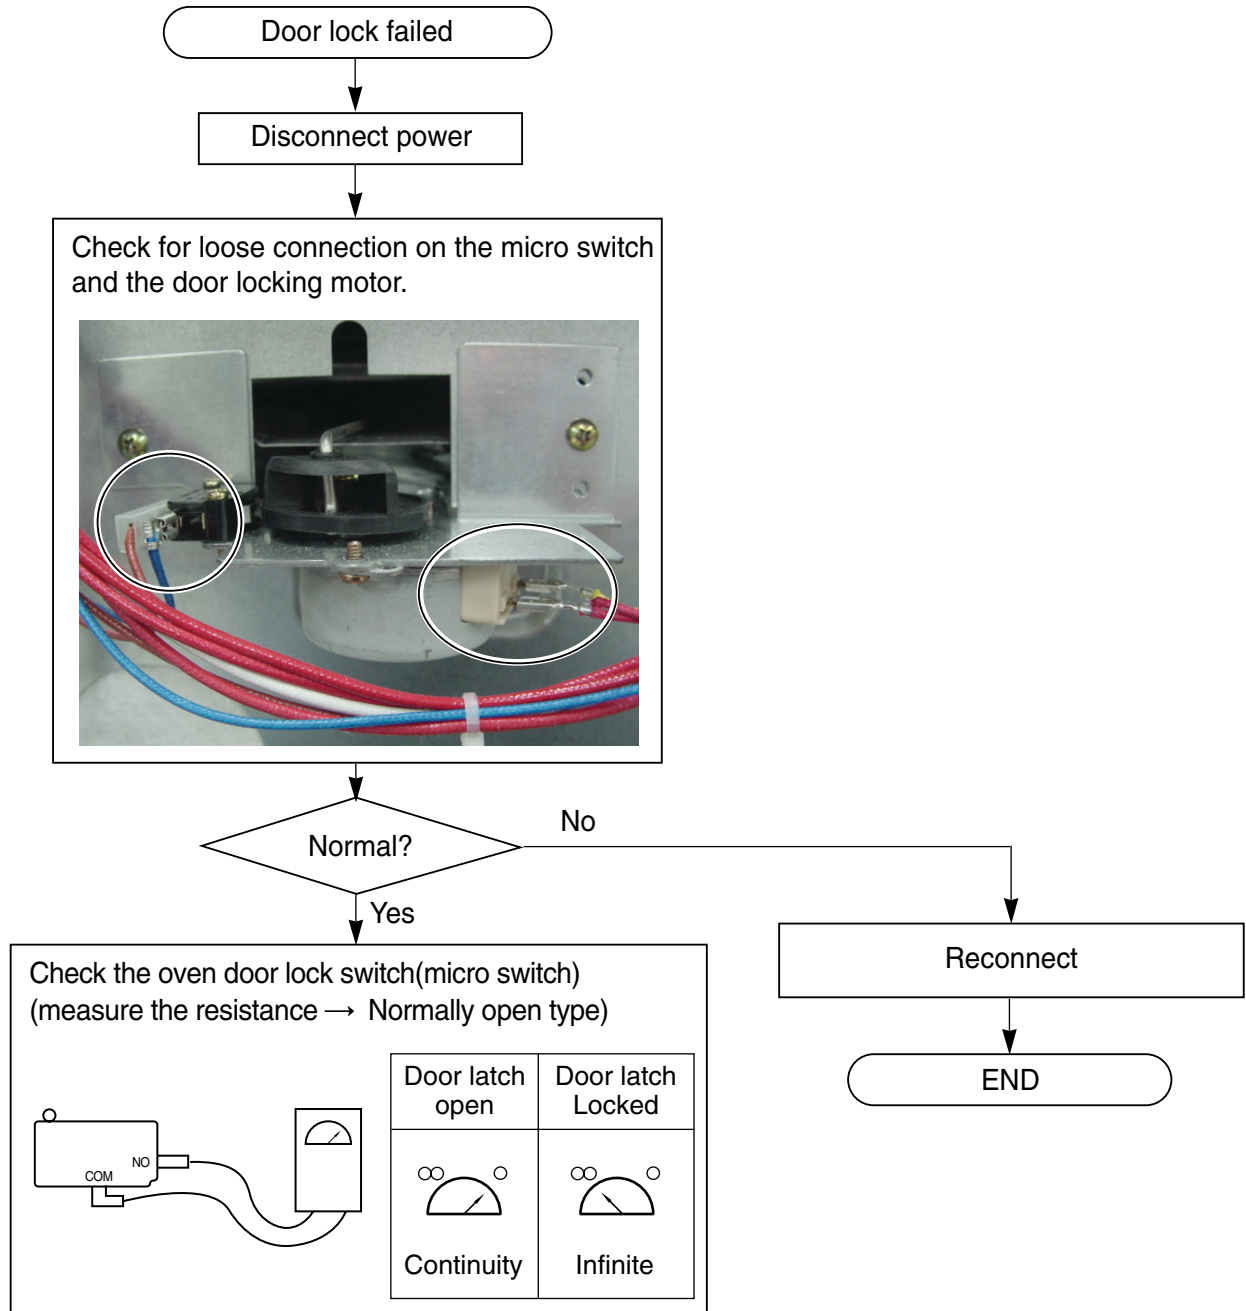 Door lock failed
Disconnect power
Check for loose connection on the micro switch
and the door locking motor.
Normal?
No
Yes
Reconnect
END
Check the oven door lock switch(micro switch)
(measure the resistance → Normally open type)
NO
COM
Door latch
open
Door latch
Locked
Continuity
Infinite